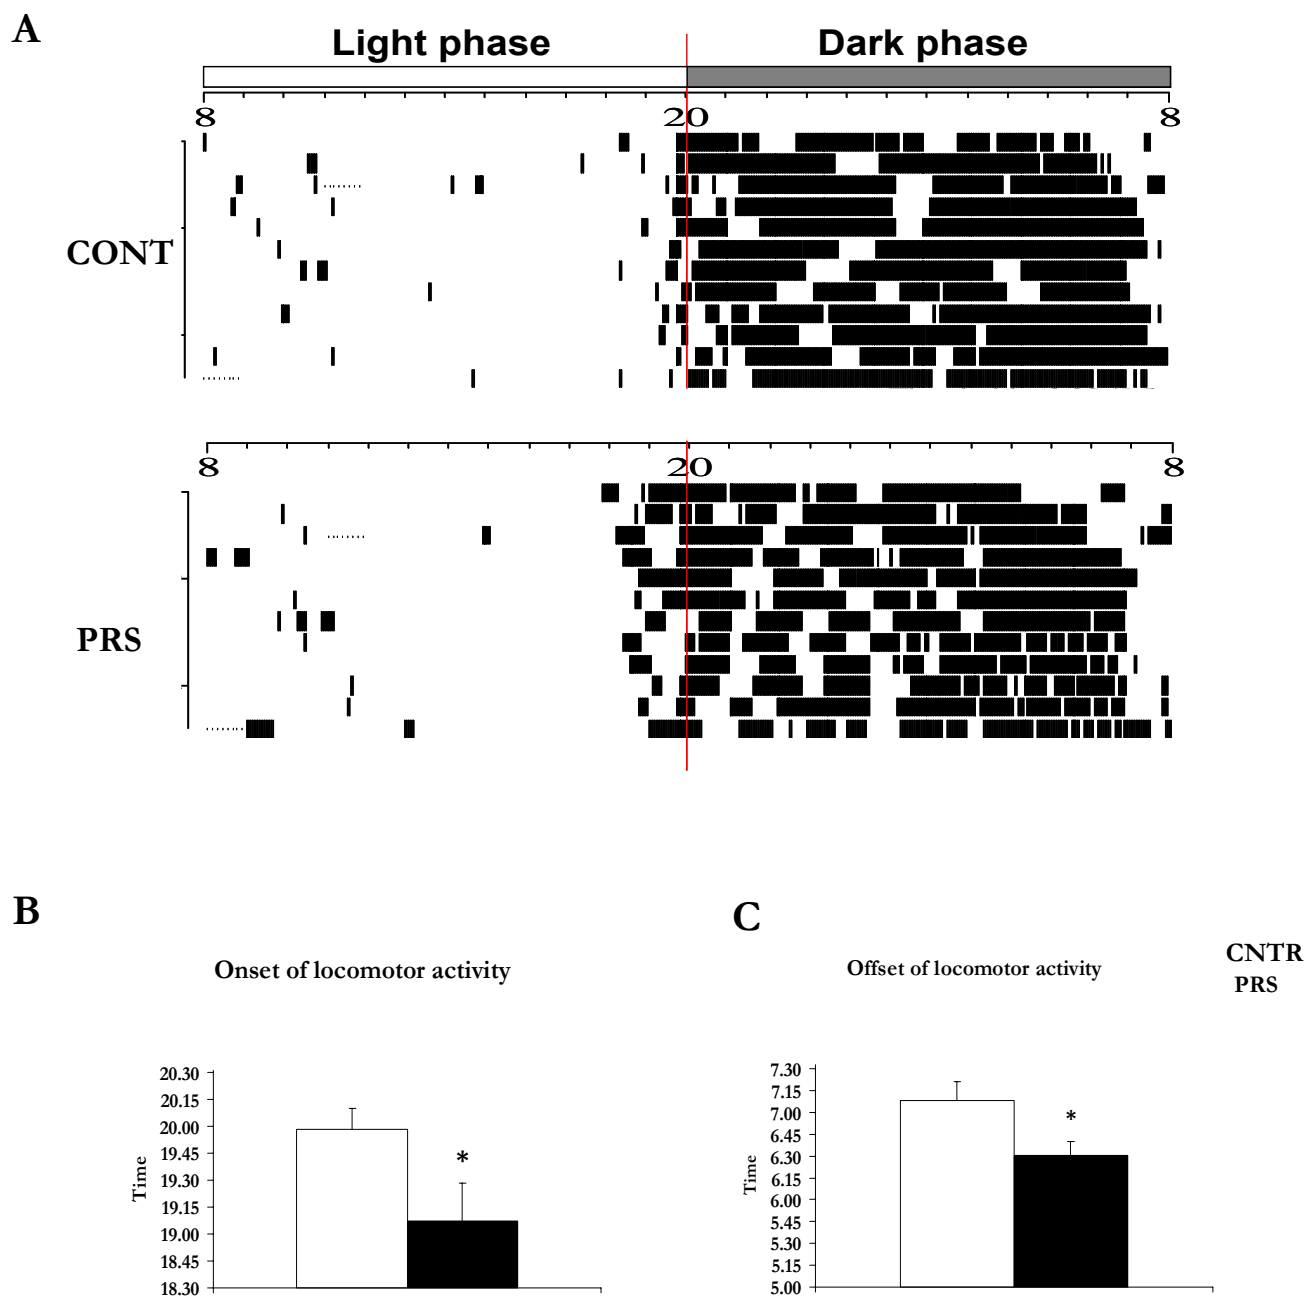 A
Light phase Dark phase
8 20 8
CONT
8 20 8
PRS
B
C
Onset of locomotor activity
Offset of locomotor activity
CNTR
PRS
Time
20.30
20.15
20.00
19.45
19.30
19.15
19.00
18.45
18.30
*
Time
7.30
7.15
7.00
6.45
6.30
6.15
6.00
5.45
5.30
5.15
5.00
*